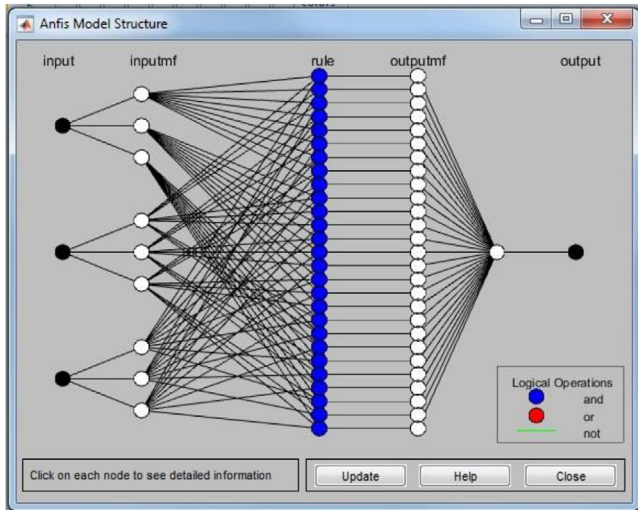 Anfis Model Structure
input inputmf rule outputmf output
Logical Operations
and
or
not
Click on each node to see detailed information
Update Help Close